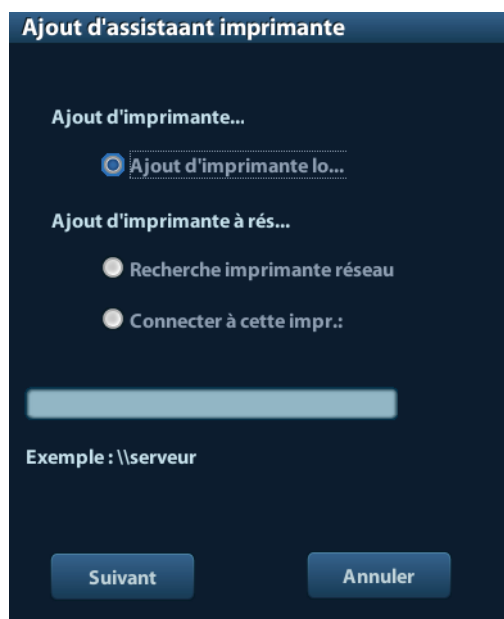 Ajout d'assistaant imprimante
Ajout d'imprimante...
Ajout d'imprimante lo...
Ajout d'imprimante à rés...
Recherche imprimante réseau
Connecter à cette impr.:
Exemple : \\serveur
Suivant
Annuler